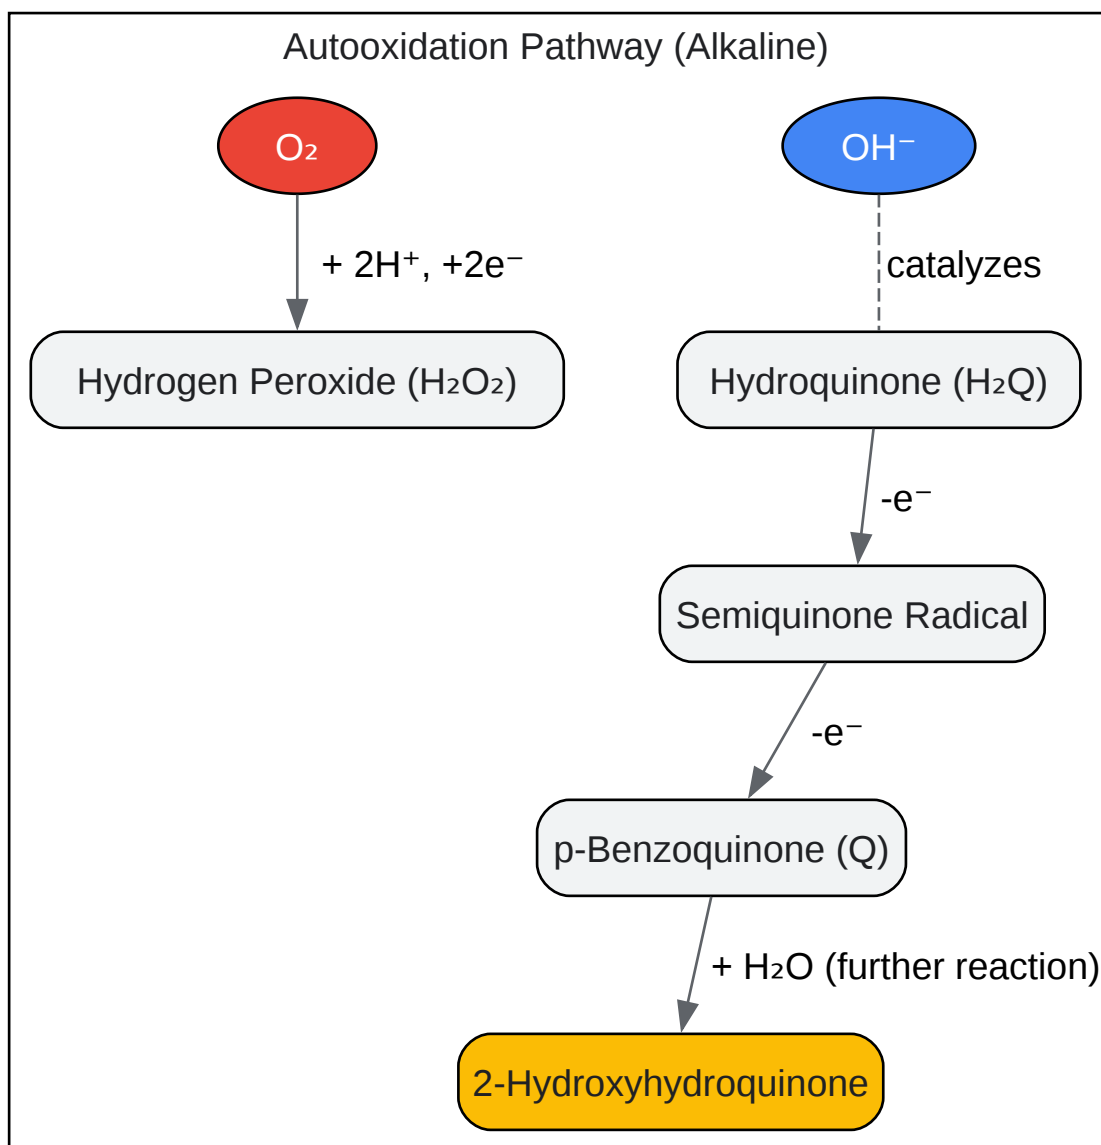 Autooxidation Pathway (Alkaline)
O₂
OH⁻
+ 2H⁺, +2e⁻
catalyzes
Hydrogen Peroxide (H₂O₂)
Hydroquinone (H₂Q)
-e⁻
Semiquinone Radical
-e⁻
p-Benzoquinone (Q)
+ H₂O (further reaction)
2-Hydroxyhydroquinone